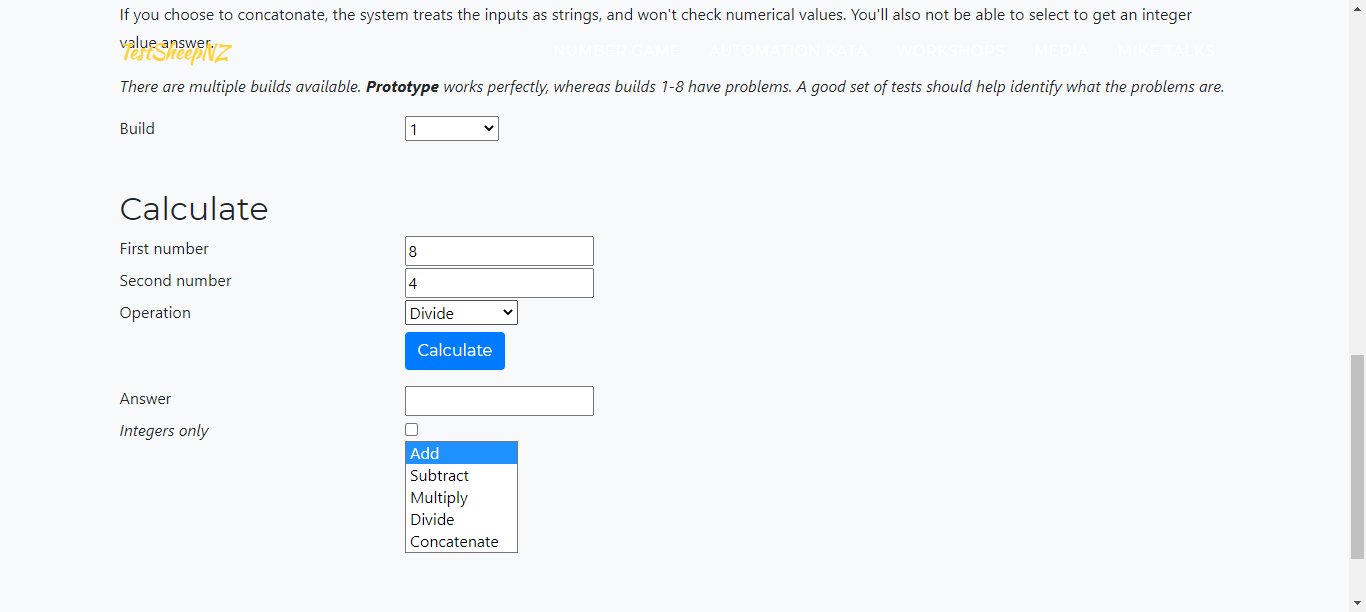 If you choose to concatonate, the system treats the inputs as strings, and won't check numerical values. You'll also not be able to select to get an integer
value answer.
TestSheepNZ NUMBER GAME AUTOMATION KATA WORKSHOPS MEDIA MIKE TALKS
There are multiple builds available. Prototype works perfectly, whereas builds 1-8 have problems. A good set of tests should help identify what the problems are.
Build 1
Calculate
First number 8
Second number 4
Operation Divide
Calculate
Answer
Integers only
Add
Subtract
Multiply
Divide
Concatenate